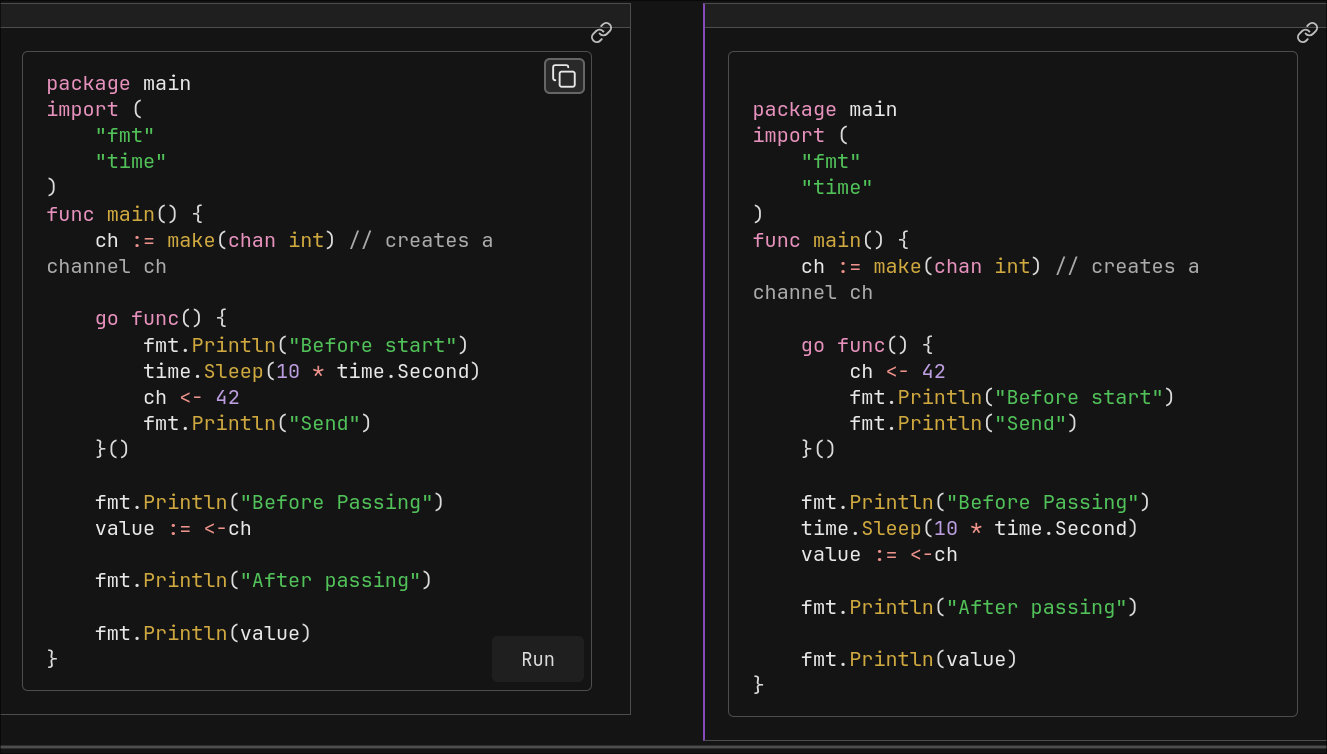 package main
import (
    "fmt"
    "time"
)
func main() {
    ch := make(chan int) // creates a
channel ch

    go func() {
        fmt.Println("Before start")
        time.Sleep(10 * time.Second)
        ch <- 42
        fmt.Println("Send")
    }()

    fmt.Println("Before Passing")
    value := <-ch

    fmt.Println("After passing")

    fmt.Println(value)
}
Run
package main
import (
    "fmt"
    "time"
)
func main() {
    ch := make(chan int) // creates a
channel ch

    go func() {
        ch <- 42
        fmt.Println("Before start")
        fmt.Println("Send")
    }()

    fmt.Println("Before Passing")
    time.Sleep(10 * time.Second)
    value := <-ch

    fmt.Println("After passing")

    fmt.Println(value)
}